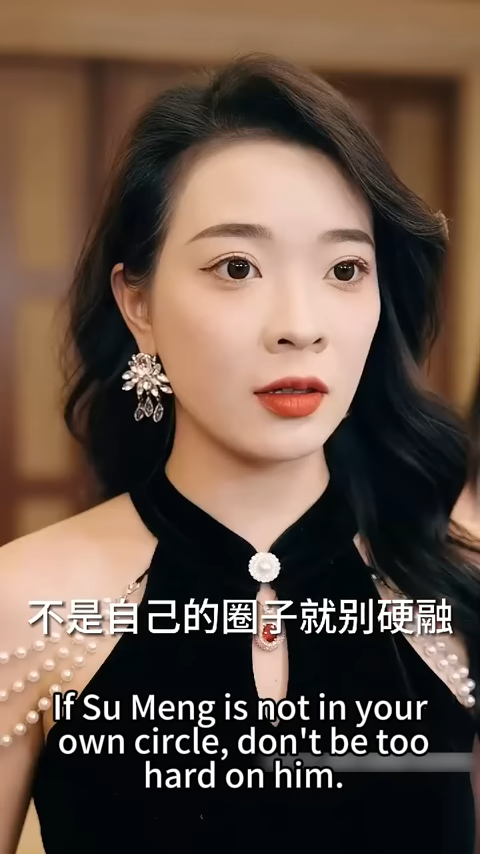 不是自己的圈子就别硬融
If Su Meng is not in your
own circle, don't be too
hard on him.